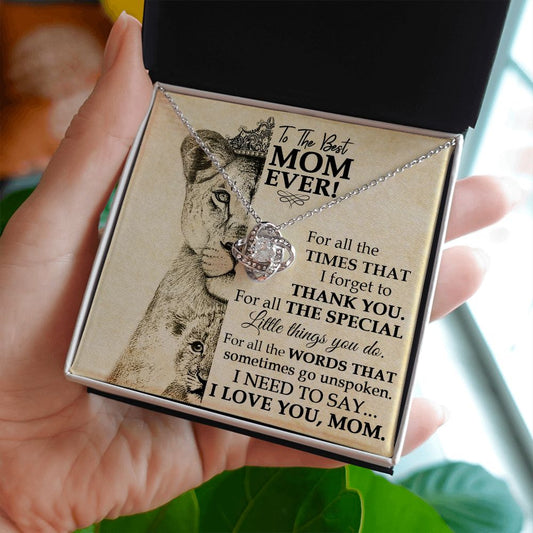 To The Best
MOM
EVER!
For all the
TIMES THAT
I forget to
THANK YOU.
For all THE SPECIAL
Little things you do.
For all the WORDS THAT
sometimes go unspoken.
I NEED TO SAY...
I LOVE YOU, MOM.